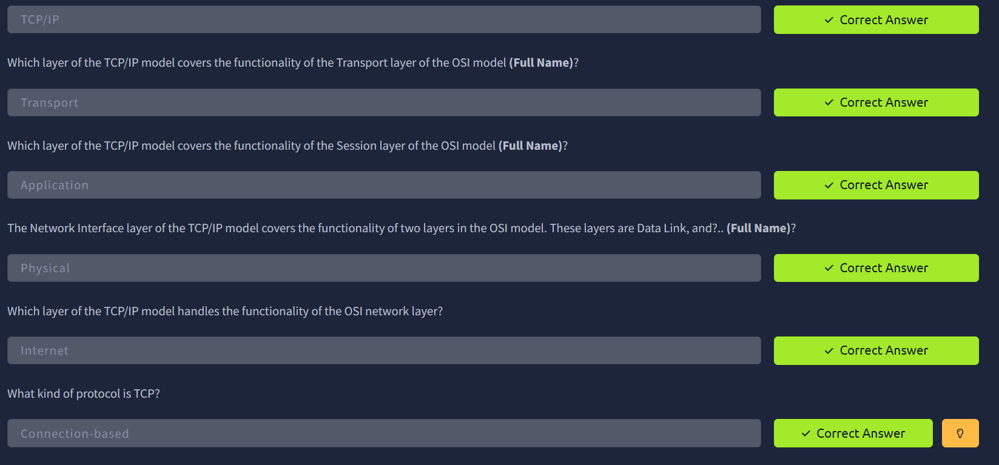 TCP/IP
✓ Correct Answer
Which layer of the TCP/IP model covers the functionality of the Transport layer of the OSI model (Full Name)?
Transport
✓ Correct Answer
Which layer of the TCP/IP model covers the functionality of the Session layer of the OSI model (Full Name)?
Application
✓ Correct Answer
The Network Interface layer of the TCP/IP model covers the functionality of two layers in the OSI model. These layers are Data Link, and?.. (Full Name)?
Physical
✓ Correct Answer
Which layer of the TCP/IP model handles the functionality of the OSI network layer?
Internet
✓ Correct Answer
What kind of protocol is TCP?
Connection-based
✓ Correct Answer